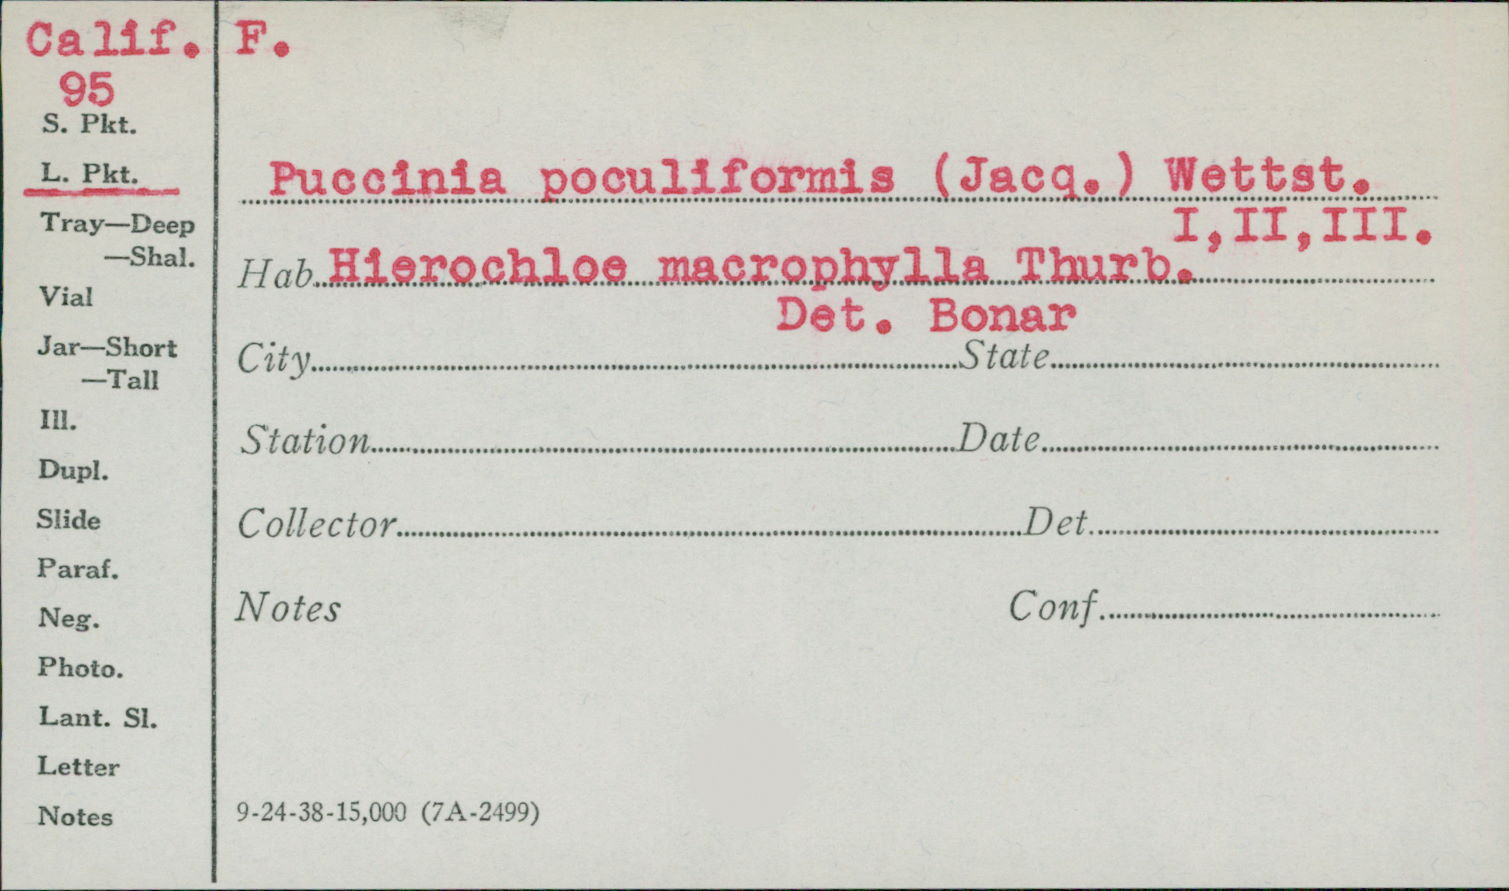 Calif. F.
95
S. Pkt.
L. Pkt.
Tray—Deep
—Shal.
Vial
Jar—Short
—Tall
Ill.
Dupl.
Slide
Paraf.
Neg.
Photo.
Lant. Sl.
Letter
Notes
Puccinia poculiformis (Jacq.) Wettst.
I,II,III.
Hab. Hierochloe macrophylla Thurb.
Det. Bonar
City State
Station Date
Collector Det.
Notes Conf.
9-24-38-15,000 (7A-2499)